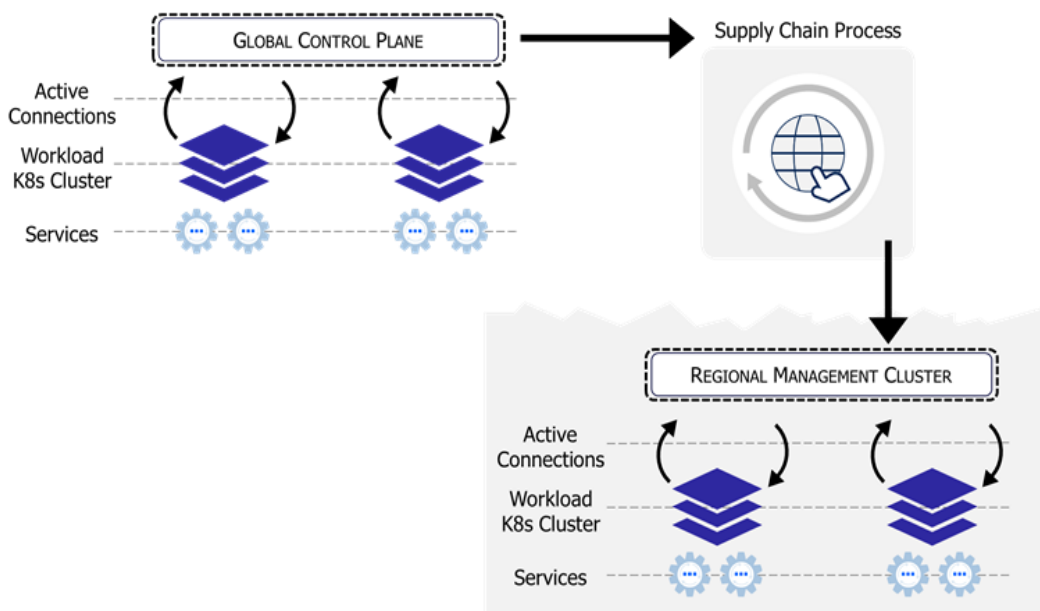 GLOBAL CONTROL PLANE
Supply Chain Process
Active
Connections
Workload
K8s Cluster
Services
REGIONAL MANAGEMENT CLUSTER
Active
Connections
Workload
K8s Cluster
Services